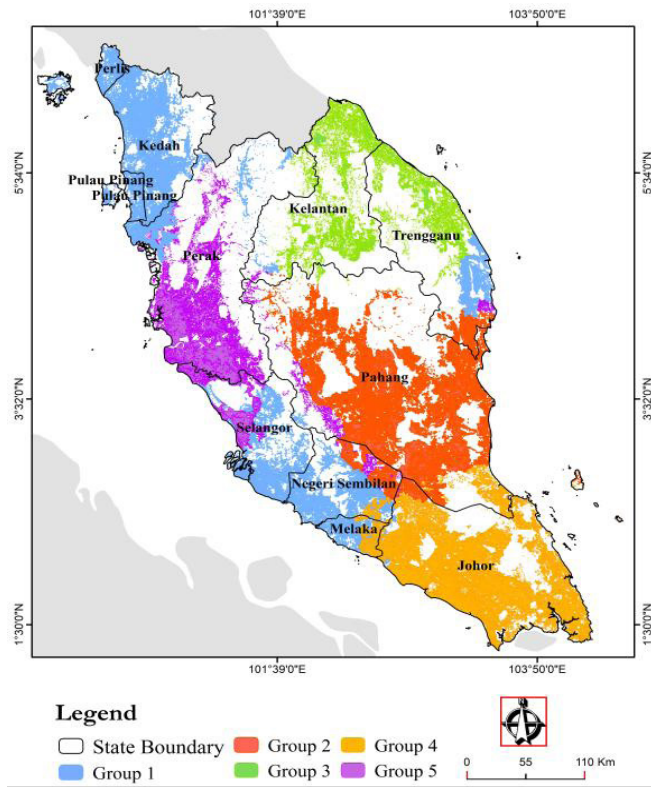 101°39'0"E 103°50'0"E
5°34'0"N 5°34'0"N
3°32'0"N 3°32'0"N
1°30'0"N 1°30'0"N
Perlis
Kedah
Pulau Pinang
Pulau Pinang
Kelantan
Trengganu
Perak
Pahang
Selangor
Negeri Sembilan
Melaka
Johor
101°39'0"E 103°50'0"E
Legend
State Boundary Group 2 Group 4
Group 1 Group 3 Group 5
0 55 110 Km